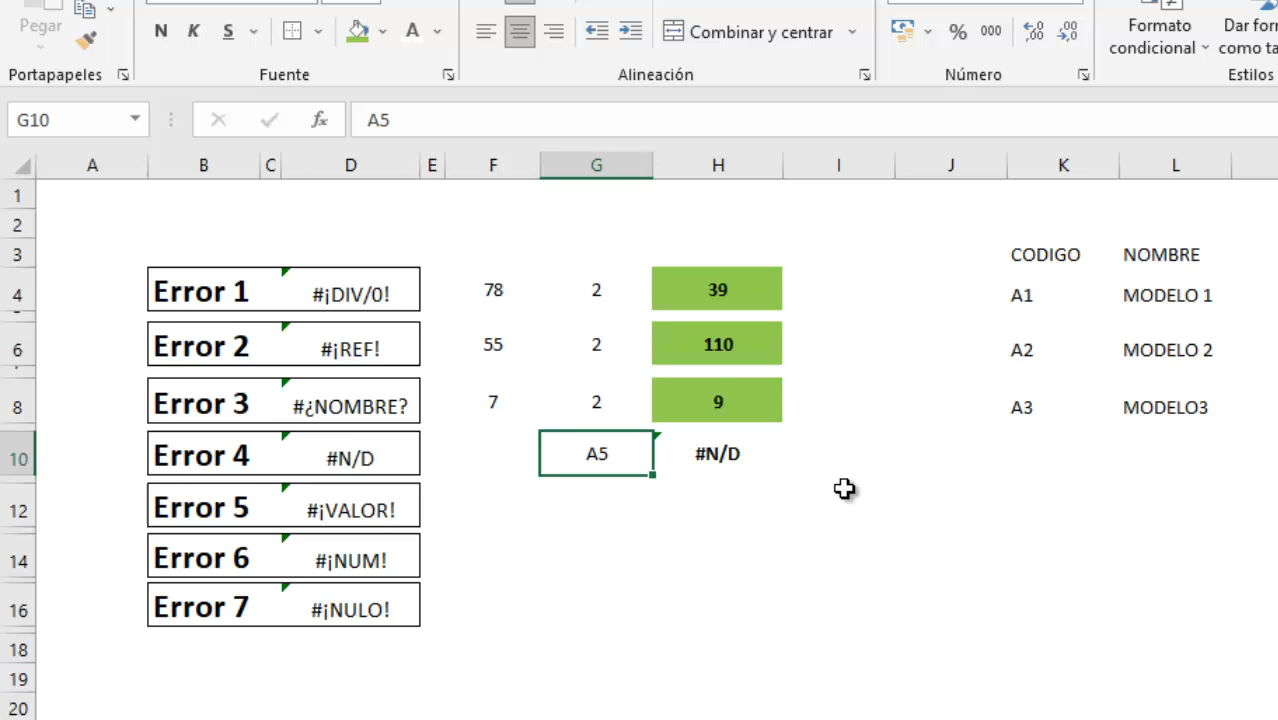 Pegar
N K S A
Combinar y centrar
% 000
Formato
condicional
Dar for
como ta
Portapapeles
Fuente
Alineación
Número
Estilos
G10
fx
A5
A B C D E F G H I J K L
1
2
3 CODIGO NOMBRE
4 Error 1 #¡DIV/0! 78 2 39 A1 MODELO 1
6 Error 2 #¡REF! 55 2 110 A2 MODELO 2
8 Error 3 #¿NOMBRE? 7 2 9 A3 MODELO3
10 Error 4 #N/D A5 #N/D
12 Error 5 #¡VALOR!
14 Error 6 #¡NUM!
16 Error 7 #¡NULO!
18
19
20